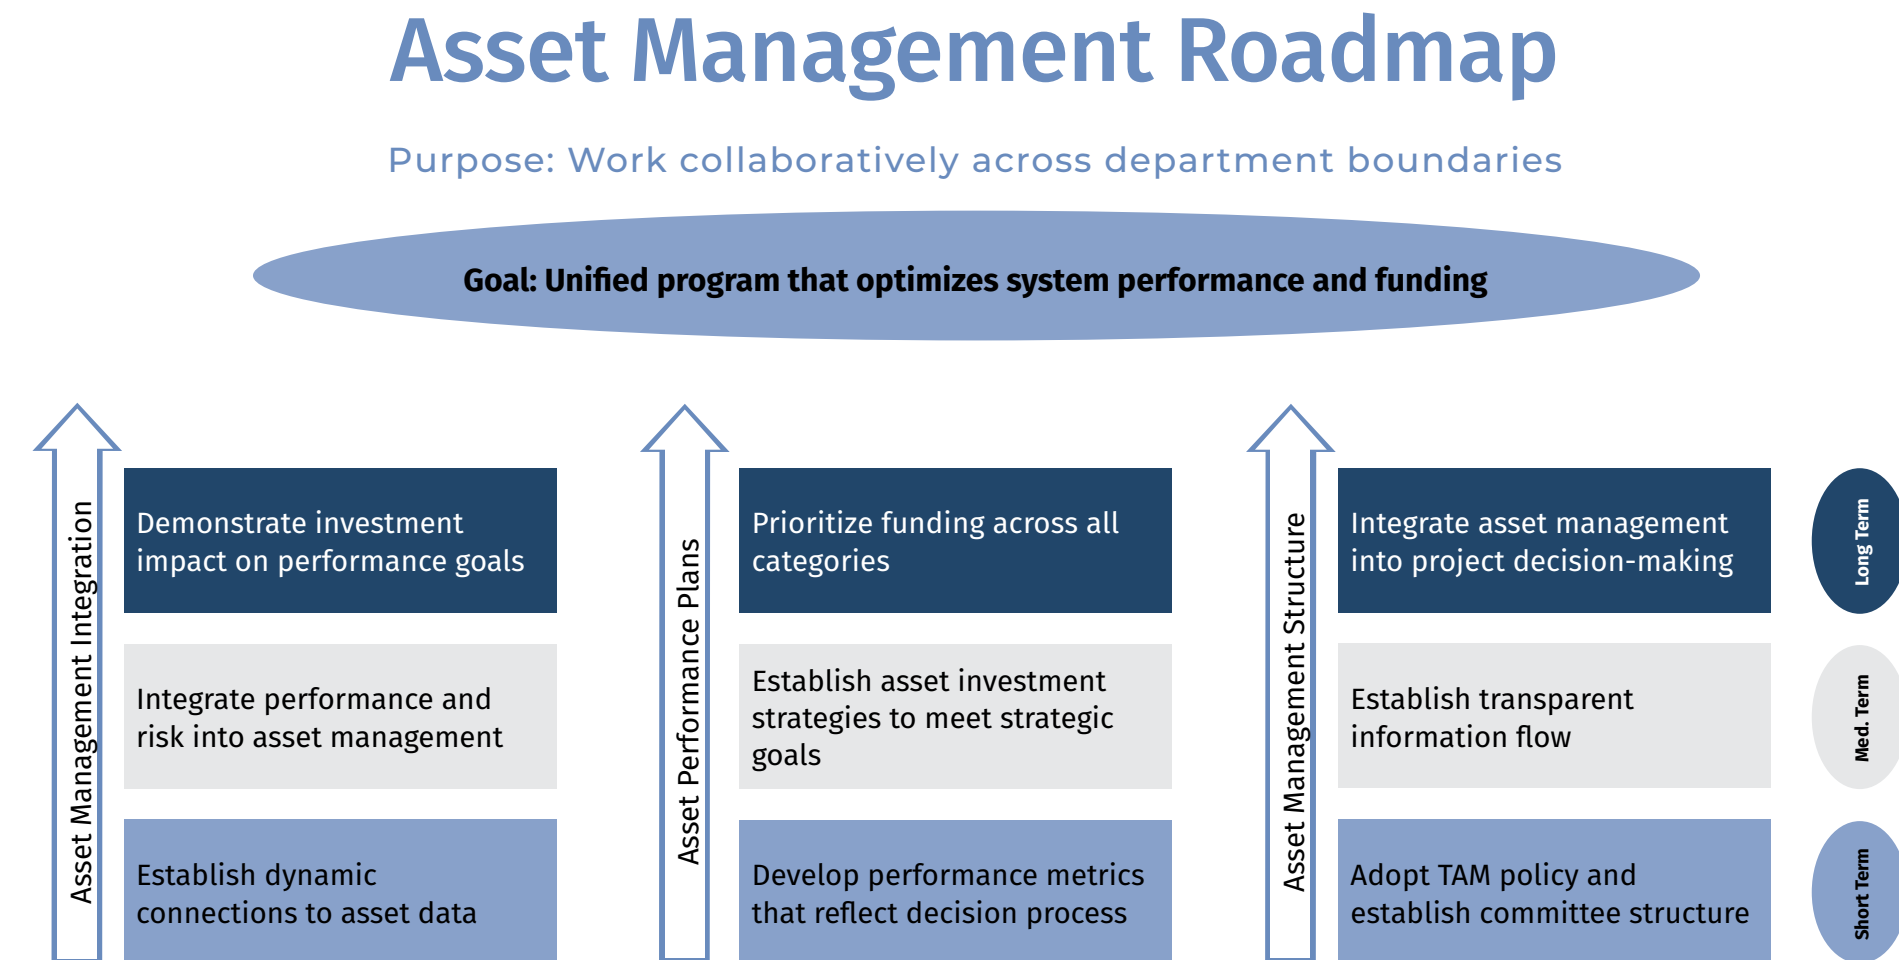 Asset Management Roadmap
Purpose: Work collaboratively across department boundaries
Goal: Unified program that optimizes system performance and funding
Asset Management Integration
Demonstrate investment
impact on performance goals
Integrate performance and
risk into asset management
Establish dynamic
connections to asset data
Asset Performance Plans
Prioritize funding across all
categories
Establish asset investment
strategies to meet strategic
goals
Develop performance metrics
that reflect decision process
Asset Management Structure
Integrate asset management
into project decision-making
Establish transparent
information flow
Adopt TAM policy and
establish committee structure
Long Term
Med. Term
Short Term